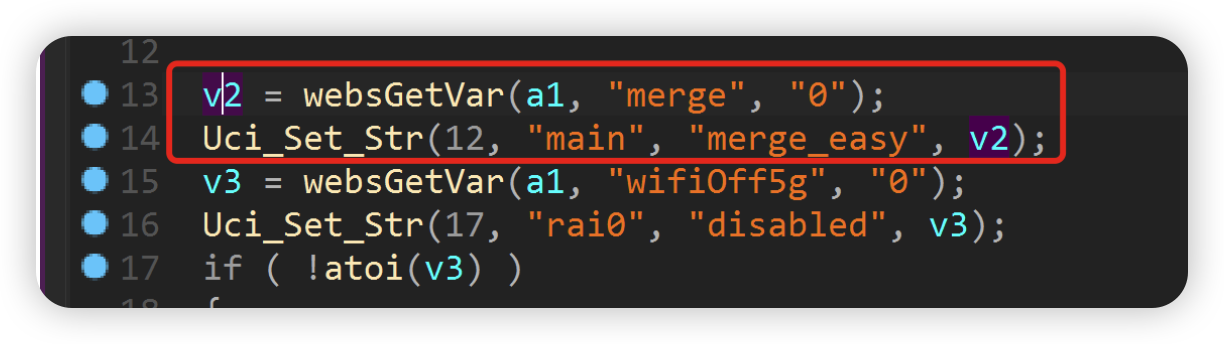 12
13 v2 = websGetVar(a1, "merge", "0");
14 Uci_Set_Str(12, "main", "merge_easy", v2);
15 v3 = websGetVar(a1, "wifiOff5g", "0");
16 Uci_Set_Str(17, "rai0", "disabled", v3);
17 if ( !atoi(v3) )
18 {